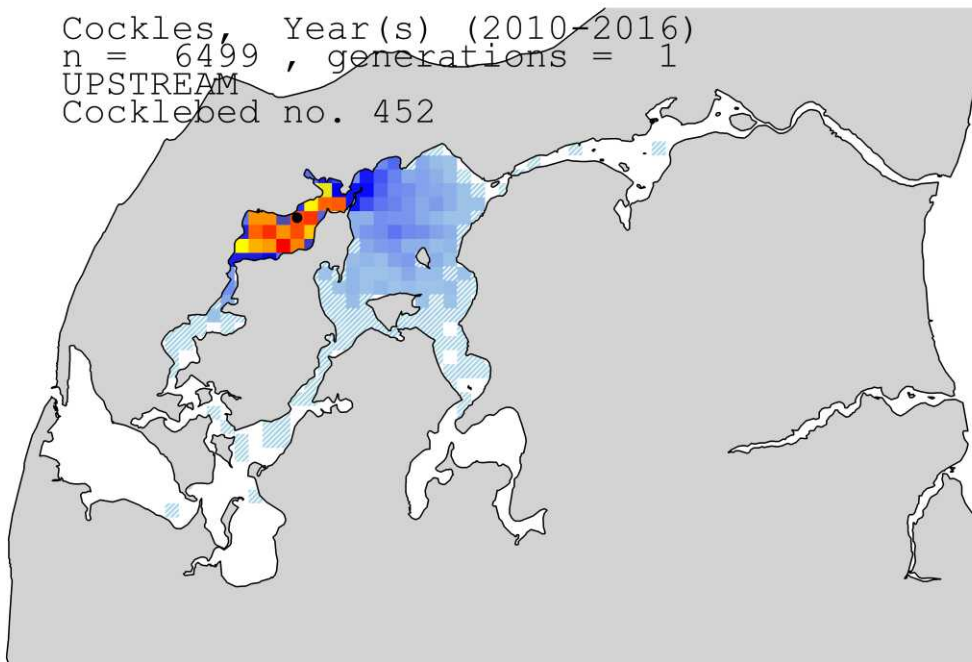 Cockles, Year(s) (2010-2016)
n = 6499 , generations = 1
UPSTREAM
Cocklebed no. 452